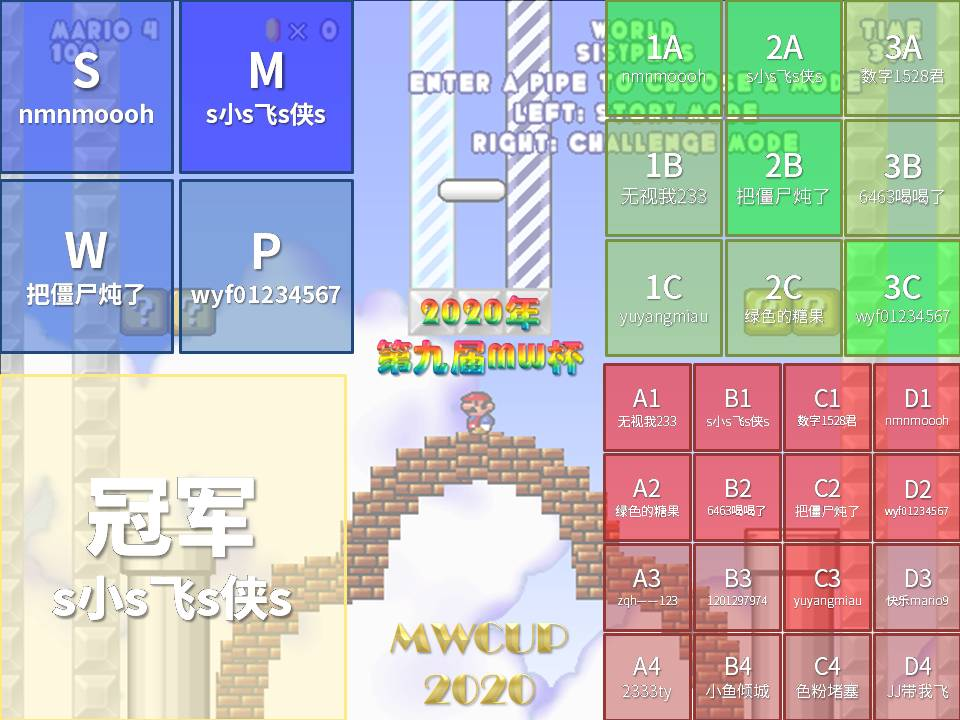 MARIO 4
100
× 0
WORLD
SISYPLUS
TIME
ENTER A PIPE TO CHOOSE A MODE
LEFT: STORY MODE
RIGHT: CHALLENGE MODE
S
nmnmoooh
M
s小s飞s侠s
W
把僵尸炖了
P
wyf01234567
冠军
s小s飞s侠s
2020年
第九届mw杯
MWCUP
2020
1A
nmnmoooh
2A
s小s飞s侠s
3A
数字1528君
1B
无视我233
2B
把僵尸炖了
3B
6463喝喝了
1C
yuyangmiau
2C
绿色的糖果
3C
wyf01234567
A1
无视我233
B1
s小s飞s侠s
C1
数字1528君
D1
nmnmoooh
A2
绿色的糖果
B2
6463喝喝了
C2
把僵尸炖了
D2
wyf01234567
A3
zqh——123
B3
1201297974
C3
yuyangmiau
D3
快乐mario9
A4
2333ty
B4
小鱼倾城
C4
色粉堵塞
D4
JJ带我飞